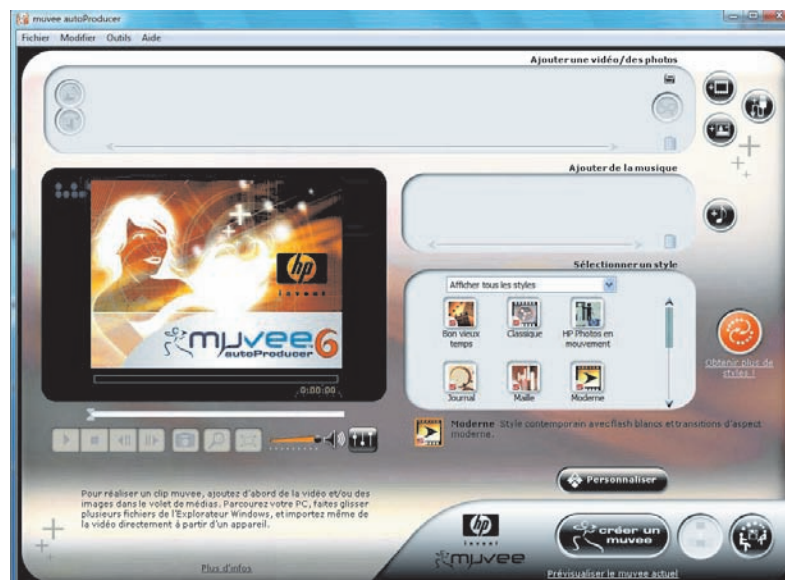 muvee autoProducer
Fichier Modifier Outils Aide
Ajouter une vidéo/des photos
Ajouter de la musique
Sélectionner un style
Afficher tous les styles
hp
invent
muvee 6
autoProducer
0:00:00
Bon vieux temps
Classique
HP Photos en mouvement
Journal
Maille
Moderne
Obtenir plus de
styles !
Moderne Style contemporain avec flash blancs et transitions d'aspect
moderne.
Personnaliser
Pour réaliser un clip muvee, ajoutez d'abord de la vidéo et/ou des
images dans le volet de médias. Parcourez votre PC, faites glisser
plusieurs fichiers de l'Explorateur Windows, et importez même de
la vidéo directement à partir d'un appareil.
Plus d'infos
hp
invent
muvee
créer un
muvee
Prévisualiser le muvee actuel